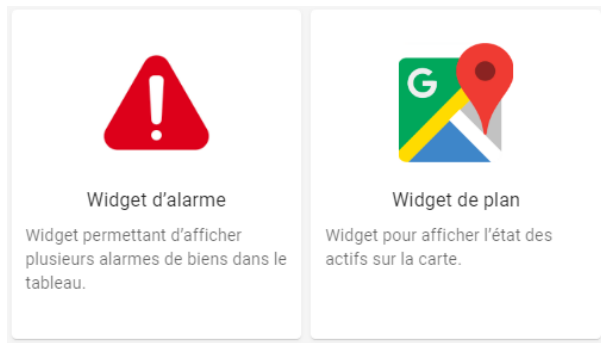 G
Widget d’alarme
Widget permettant d’afficher
plusieurs alarmes de biens dans le
tableau.
Widget de plan
Widget pour afficher l’état des
actifs sur la carte.